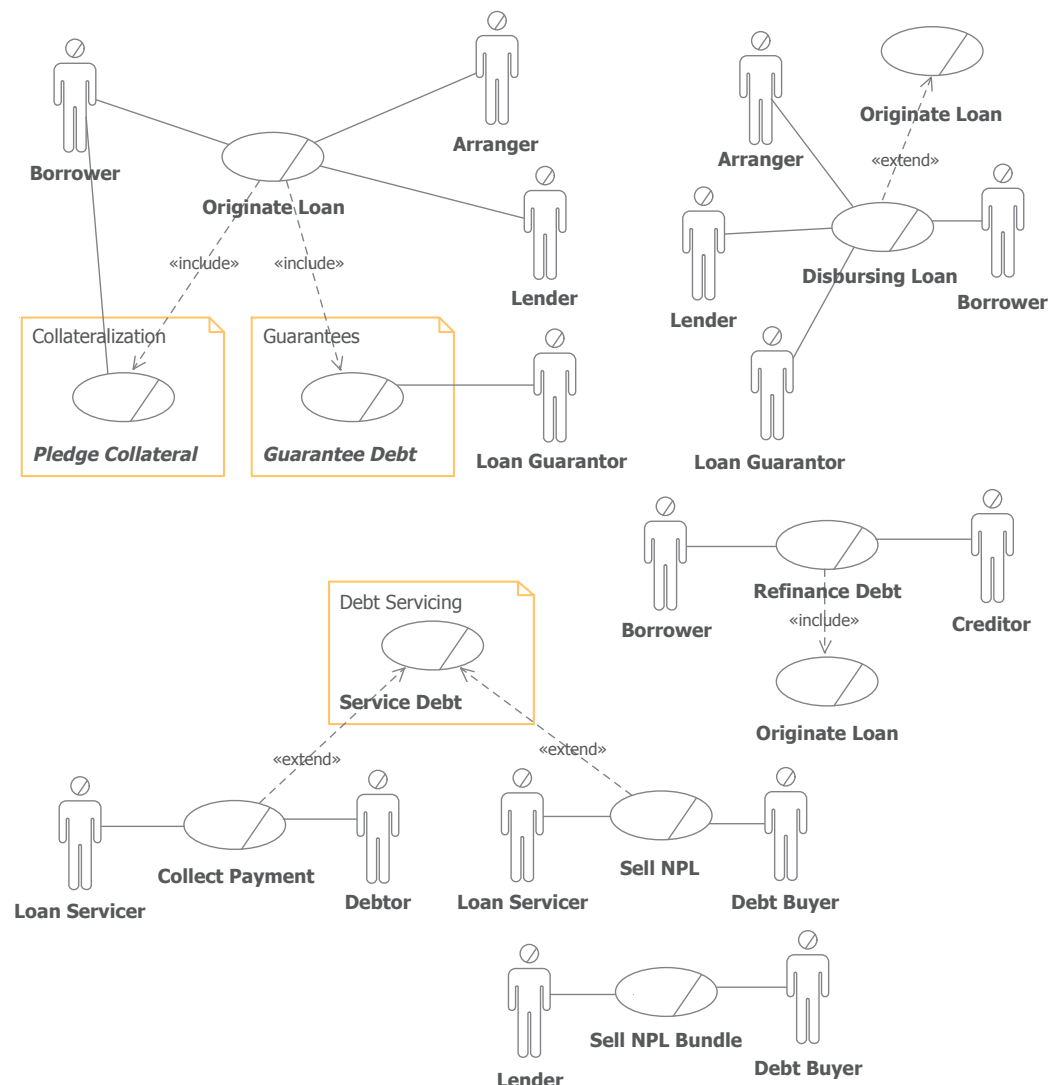 Originate Loan
Arranger
Arranger
Borrower
«extend»
Originate Loan
«include»
«include»
Disbursing Loan
Lender
Lender
Borrower
Collateralization
Guarantees
Pledge Collateral
Guarantee Debt
Loan Guarantor
Loan Guarantor
Debt Servicing
Refinance Debt
«include»
Borrower
Creditor
Service Debt
Originate Loan
«extend»
«extend»
Collect Payment
Sell NPL
Loan Servicer
Debtor
Loan Servicer
Debt Buyer
Sell NPL Bundle
Lender
Debt Buyer